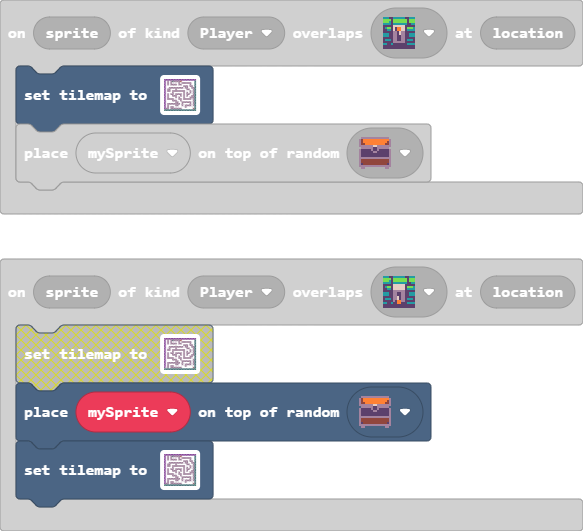 on sprite of kind Player overlaps at location
set tilemap to
place mySprite on top of random
on sprite of kind Player overlaps at location
set tilemap to
place mySprite on top of random
set tilemap to